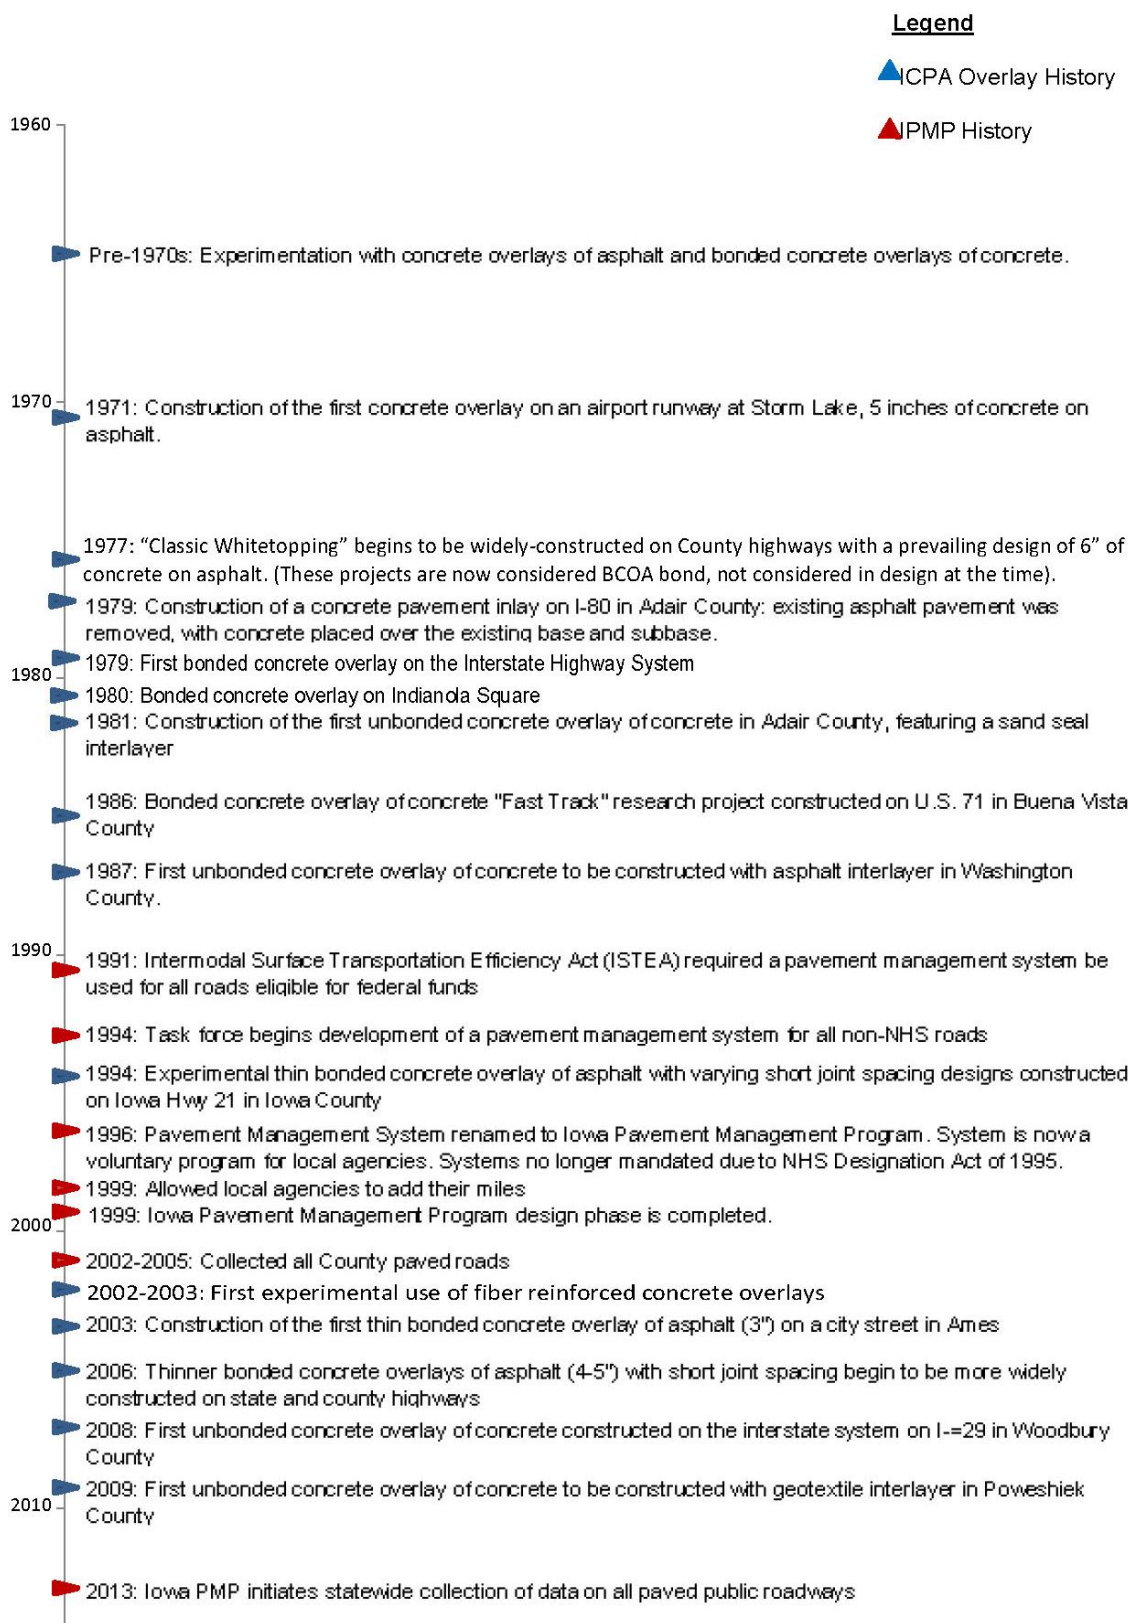 Legend
ICPA Overlay History
IPMP History
1960
Pre-1970s: Experimentation with concrete overlays of asphalt and bonded concrete overlays of concrete.
1970
1971: Construction of the first concrete overlay on an airport runway at Storm Lake, 5 inches of concrete on
asphalt.
1977: “Classic Whitetopping” begins to be widely-constructed on County highways with a prevailing design of 6” of
concrete on asphalt. (These projects are now considered BCOA bond, not considered in design at the time).
1979: Construction of a concrete pavement inlay on I-80 in Adair County: existing asphalt pavement was
removed, with concrete placed over the existing base and subbase.
1979: First bonded concrete overlay on the Interstate Highway System
1980
1980: Bonded concrete overlay on Indianola Square
1981: Construction of the first unbonded concrete overlay of concrete in Adair County, featuring a sand seal
interlayer
1986: Bonded concrete overlay of concrete "Fast Track" research project constructed on U.S. 71 in Buena Vista
County
1987: First unbonded concrete overlay of concrete to be constructed with asphalt interlayer in Washington
County.
1990
1991: Intermodal Surface Transportation Efficiency Act (ISTEA) required a pavement management system be
used for all roads eligible for federal funds
1994: Task force begins development of a pavement management system for all non-NHS roads
1994: Experimental thin bonded concrete overlay of asphalt with varying short joint spacing designs constructed
on Iowa Hwy 21 in Iowa County
1996: Pavement Management System renamed to Iowa Pavement Management Program. System is now a
voluntary program for local agencies. Systems no longer mandated due to NHS Designation Act of 1995.
1999: Allowed local agencies to add their miles
1999: Iowa Pavement Management Program design phase is completed.
2000
2002-2005: Collected all County paved roads
2002-2003: First experimental use of fiber reinforced concrete overlays
2003: Construction of the first thin bonded concrete overlay of asphalt (3") on a city street in Ames
2006: Thinner bonded concrete overlays of asphalt (4-5") with short joint spacing begin to be more widely
constructed on state and county highways
2008: First unbonded concrete overlay of concrete constructed on the interstate system on I-=29 in Woodbury
County
2009: First unbonded concrete overlay of concrete to be constructed with geotextile interlayer in Poweshiek
2010
County
2013: Iowa PMP initiates statewide collection of data on all paved public roadways